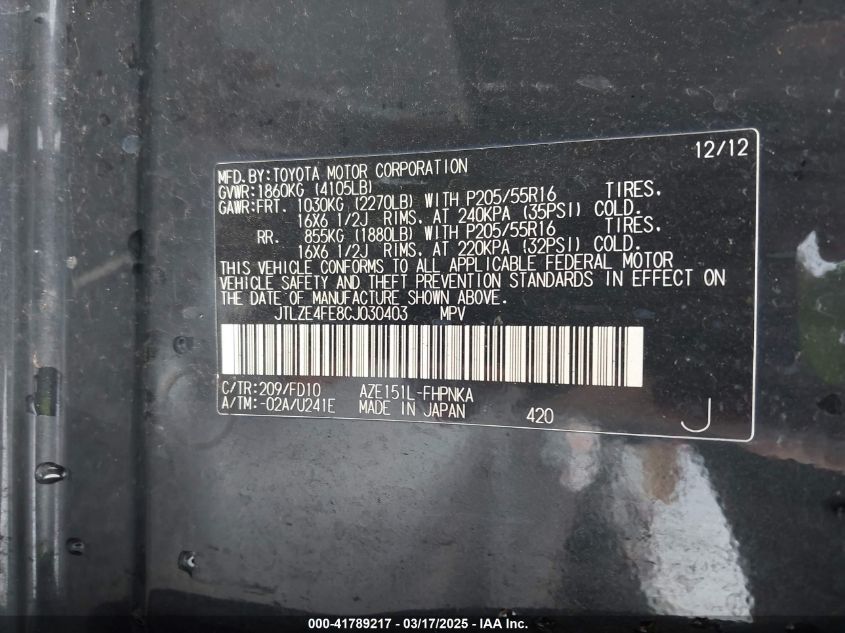 12/12
MFD.BY:TOYOTA MOTOR CORPORATION
GVWR:1860KG (4105LB)
GAWR:FRT. 1030KG (2270LB) WITH P205/55R16 TIRES.
16X6 1/2J RIMS. AT 240KPA (35PSI) COLD.
RR. 855KG (1880LB) WITH P205/55R16 TIRES.
16X6 1/2J RIMS. AT 220KPA (32PSI) COLD.
THIS VEHICLE CONFORMS TO ALL APPLICABLE FEDERAL MOTOR
VEHICLE SAFETY AND THEFT PREVENTION STANDARDS IN EFFECT ON
THE DATE OF MANUFACTURE SHOWN ABOVE.
JTLZE4FE8CJ030403 MPV
C/TR:209/FD10 AZE151L-FHPNKA
A/TM:-02A/U241E MADE IN JAPAN 420 J
000-41789217 - 03/17/2025 - IAA Inc.